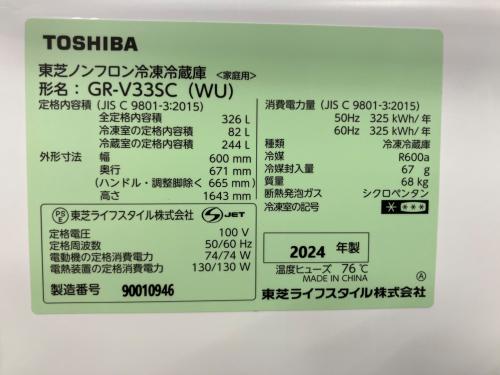 TOSHIBA
東芝ノンフロン冷凍冷蔵庫 <家庭用>
形名: GR-V33SC (WU)
定格内容積 (JIS C 9801-3:2015)
全定格内容積 326 L
冷凍室の定格内容積 82 L
冷蔵室の定格内容積 244 L
外形寸法 幅 600 mm
奥行 671 mm
(ハンドル・調整脚除く 665 mm)
高さ 1643 mm
消費電力量 (JIS C 9801-3:2015)
50Hz 325 kWh/年
60Hz 325 kWh/年
種類 冷凍冷蔵庫
冷媒 R600a
冷媒封入量 67 g
質量 68 kg
断熱発泡ガス シクロペンタン
冷凍室の記号
PS E 東芝ライフスタイル株式会社 JET
定格電圧 100 V
定格周波数 50/60 Hz
電動機の定格消費電力 74/74 W
電熱装置の定格消費電力 130/130 W
製造番号 90010946
2024 年製
温度ヒューズ 76℃
MADE IN CHINA
A
東芝ライフスタイル株式会社